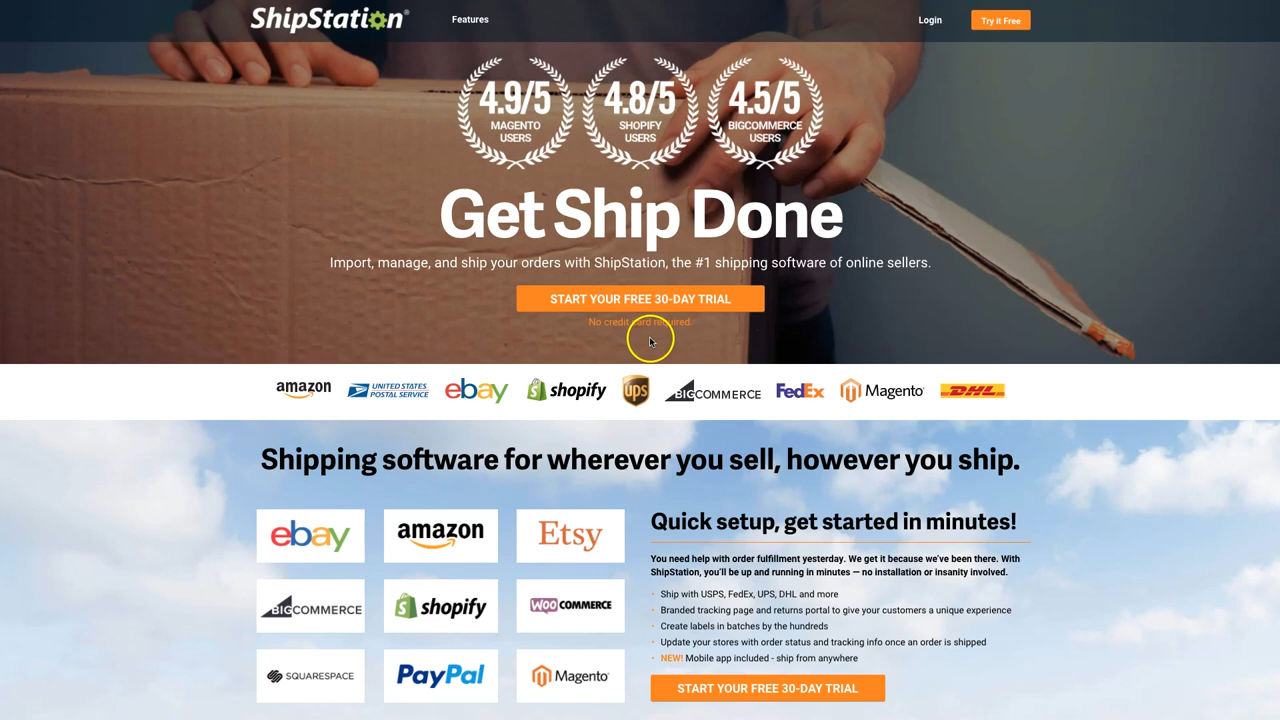 ShipStation®
Features
Login
Try it Free
4.9/5
MAGENTO
USERS
4.8/5
SHOPIFY
USERS
4.5/5
BIGCOMMERCE
USERS
Get Ship Done
Import, manage, and ship your orders with ShipStation, the #1 shipping software of online sellers.
START YOUR FREE 30-DAY TRIAL
No credit card required.
amazon
UNITED STATES
POSTAL SERVICE
ebay
shopify
ups
BIGCOMMERCE
FedEx
Magento
DHL
Shipping software for wherever you sell, however you ship.
ebay
amazon
Etsy
BIGCOMMERCE
shopify
WOOCOMMERCE
SQUARESPACE
PayPal
Magento
Quick setup, get started in minutes!
You need help with order fulfillment yesterday. We get it because we've been there. With
ShipStation, you'll be up and running in minutes — no installation or insanity involved.
• Ship with USPS, FedEx, UPS, DHL and more
• Branded tracking page and returns portal to give your customers a unique experience
• Create labels in batches by the hundreds
• Update your stores with order status and tracking info once an order is shipped
• NEW! Mobile app included - ship from anywhere
START YOUR FREE 30-DAY TRIAL